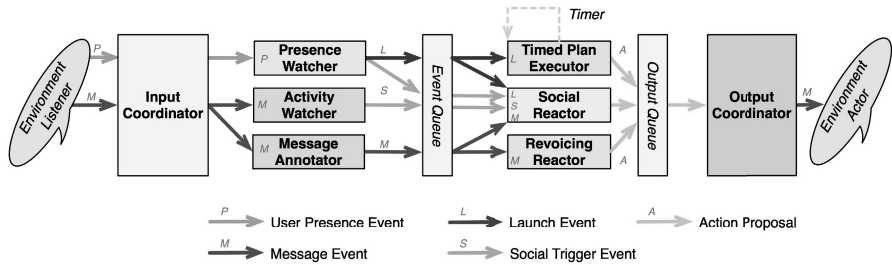 Timer
P
Environment
Listener
M
Input
Coordinator
P
Presence
Watcher
L
M
Activity
Watcher
S
M
Message
Annotator
M
Event Queue
L
Timed Plan
Executor
A
L
S
M
Social
Reactor
M
Revoicing
Reactor
A
Output Queue
Output
Coordinator
M
Environment
Actor
P
User Presence Event
L
Launch Event
A
Action Proposal
M
Message Event
S
Social Trigger Event